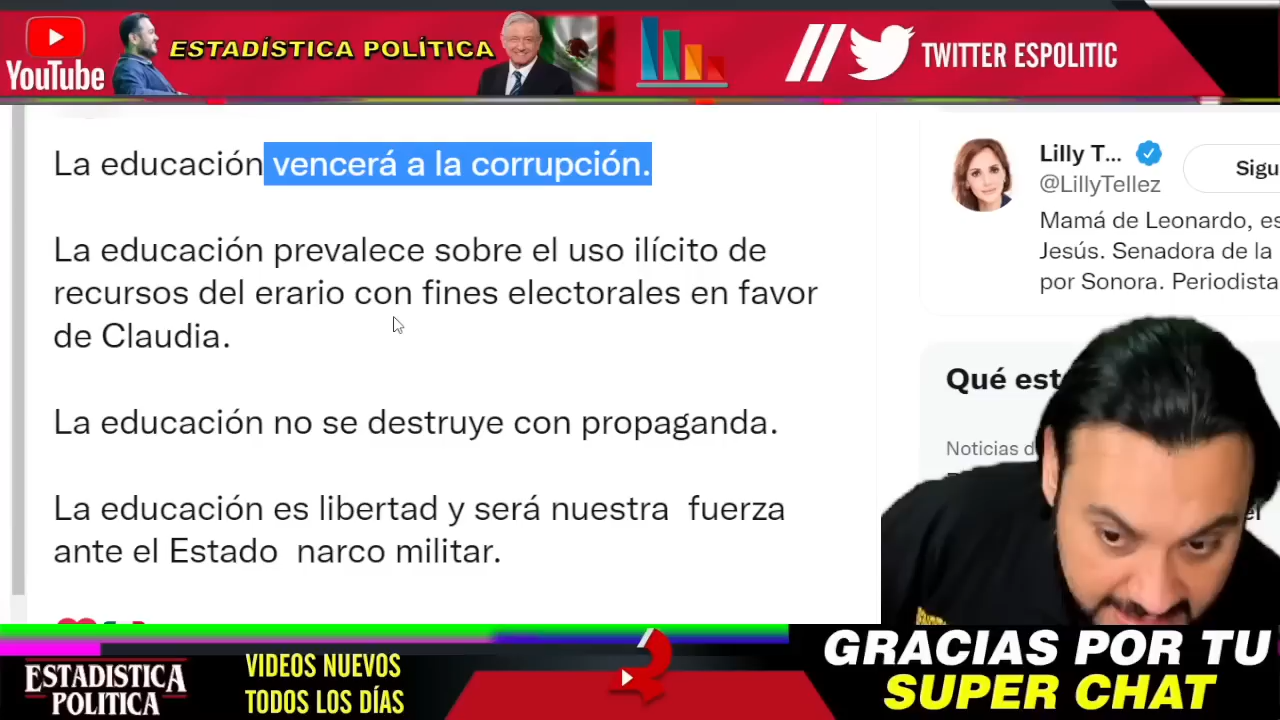 YouTube
ESTADÍSTICA POLÍTICA
TWITTER ESPOLITIC
La educación vencerá a la corrupción.
La educación prevalece sobre el uso ilícito de
recursos del erario con fines electorales en favor
de Claudia.
La educación no se destruye con propaganda.
La educación es libertad y será nuestra fuerza
ante el Estado narco militar.
Lilly T...
@LillyTellez
Sigu
Mamá de Leonardo, es
Jesús. Senadora de la
por Sonora. Periodista
Qué est
Noticias d
ESTADISTICA
POLÍTICA
VIDEOS NUEVOS
TODOS LOS DÍAS
GRACIAS POR TU
SUPER CHAT